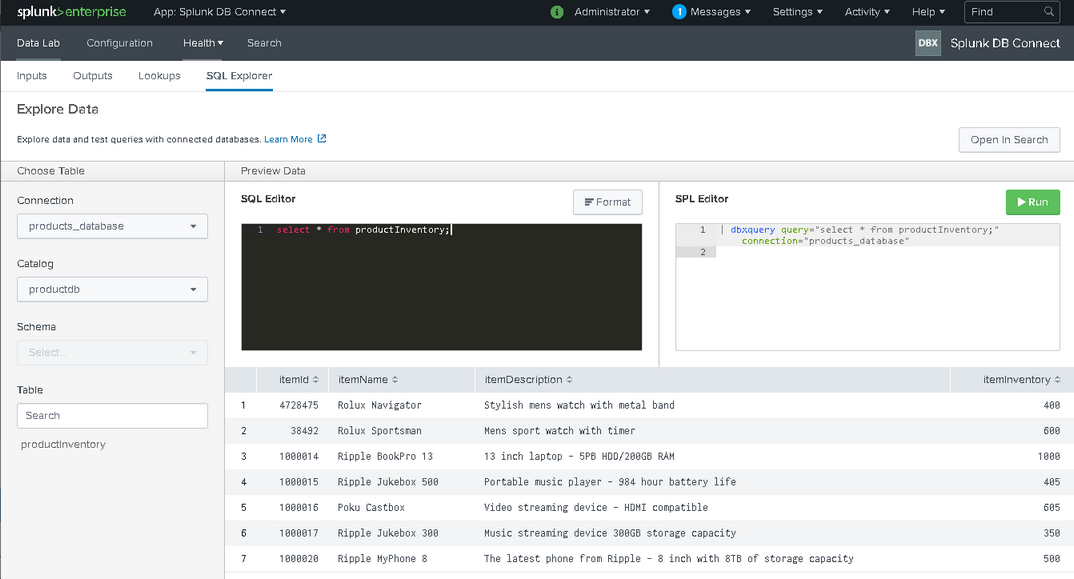 splunk>enterprise App: Splunk DB Connect Administrator 1 Messages Settings Activity Help Find
Data Lab Configuration Health Search DBX Splunk DB Connect
Inputs Outputs Lookups SQL Explorer
Explore Data
Explore data and test queries with connected databases. Learn More
Open In Search
Choose Table
Preview Data
Connection
products_database
Catalog
productdb
Schema
Select...
Table
Search
productInventory
SQL Editor
Format
1 select * from productInventory;
SPL Editor
Run
1 | dbxquery query="select * from productInventory;"
connection="products_database"
2
itemId itemName itemDescription itemInventory
1 4728475 Rolux Navigator Stylish mens watch with metal band 400
2 38492 Rolux Sportsman Mens sport watch with timer 600
3 1000014 Ripple BookPro 13 13 inch laptop - 5PB HDD/200GB RAM 1000
4 1000015 Ripple Jukebox 500 Portable music player - 984 hour battery life 405
5 1000016 Poku Castbox Video streaming device - HDMI compatible 605
6 1000017 Ripple Jukebox 300 Music streaming device 300GB storage capacity 350
7 1000020 Ripple MyPhone 8 The latest phone from Ripple - 8 inch with 8TB of storage capacity 500